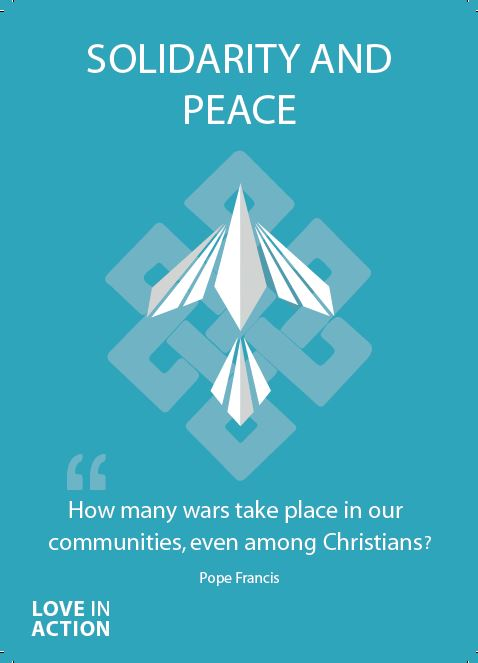 SOLIDARITY AND
PEACE
“
How many wars take place in our
communities, even among Christians?
Pope Francis
LOVE IN
ACTION